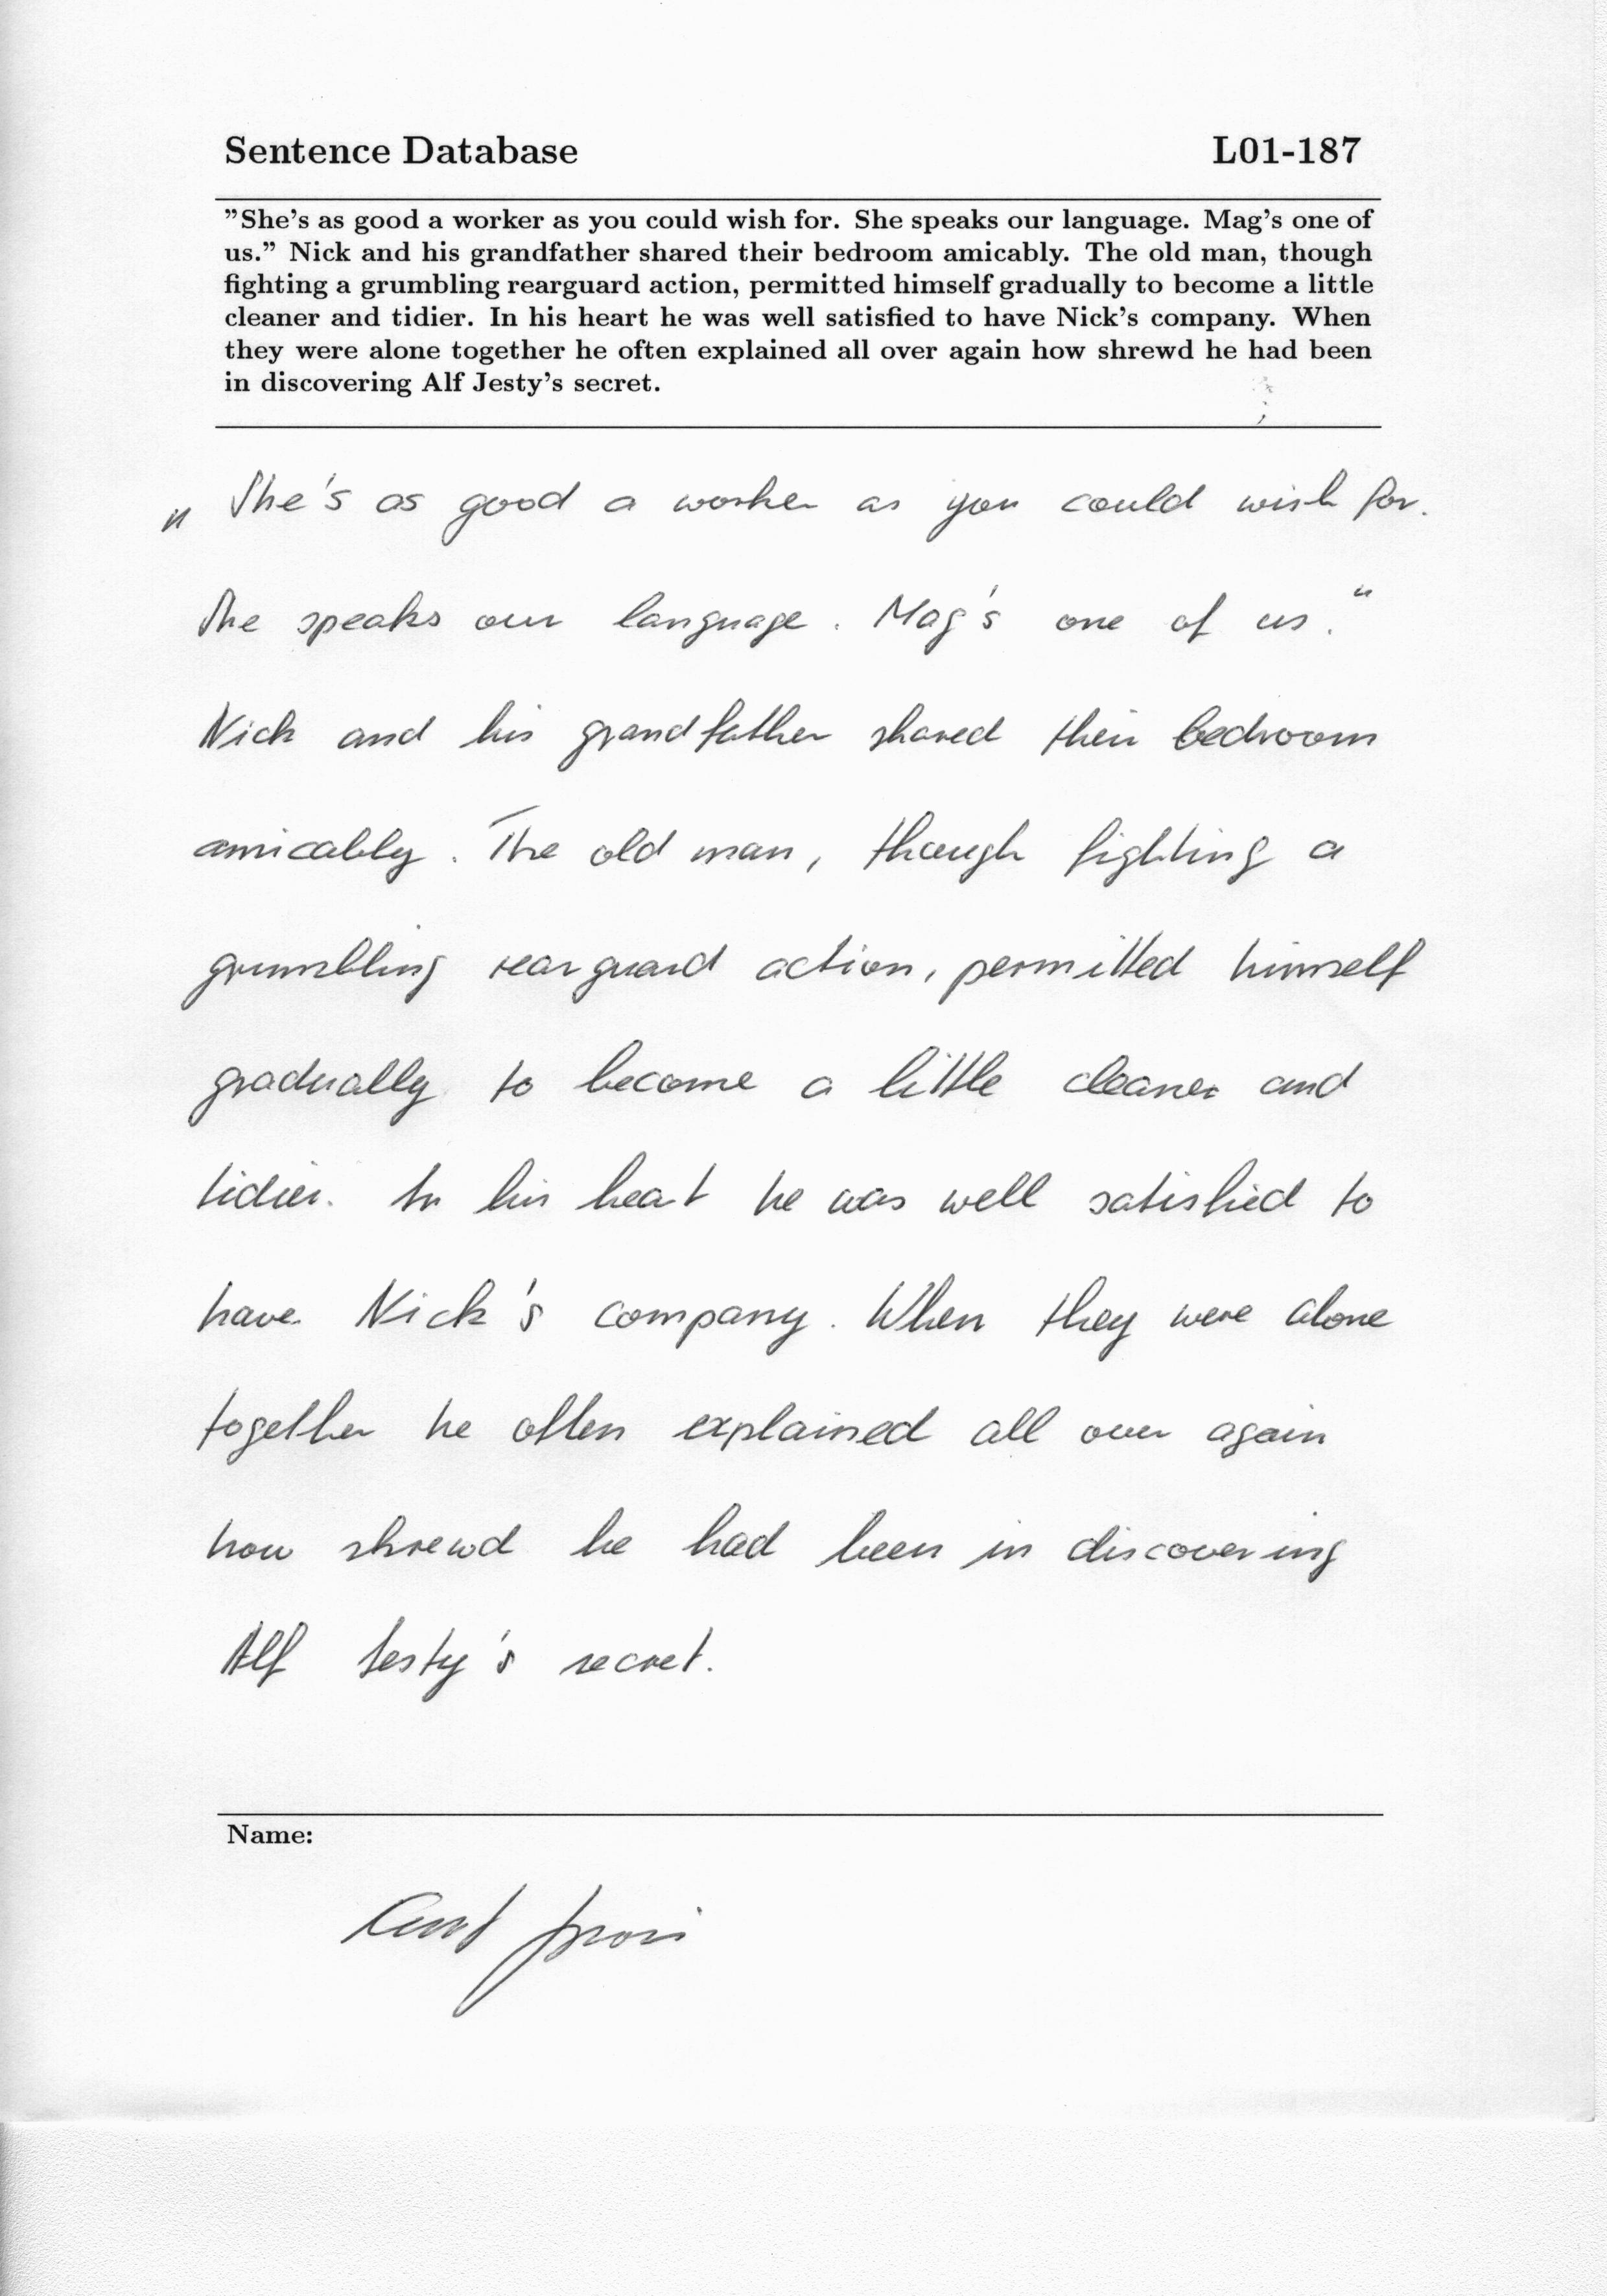 Sentence Database L01-187
"She's as good a worker as you could wish for. She speaks our language. Mag's one of
us." Nick and his grandfather shared their bedroom amicably. The old man, though
fighting a grumbling rearguard action, permitted himself gradually to become a little
cleaner and tidier. In his heart he was well satisfied to have Nick's company. When
they were alone together he often explained all over again how shrewd he had been
in discovering Alf Jesty's secret.
„ She's as good a worker as you could wish for.
She speaks our language. Mag's one of us."
Nick and his grandfather shared their bedroom
amicably. The old man, though fighting a
grumbling rearguard action, permitted himself
gradually to become a little cleaner and
tidier. In his heart he was well satisfied to
have Nick's company. When they were alone
together he often explained all over again
how shrewd he had been in discovering
Alf Jesty's secret.
Name: